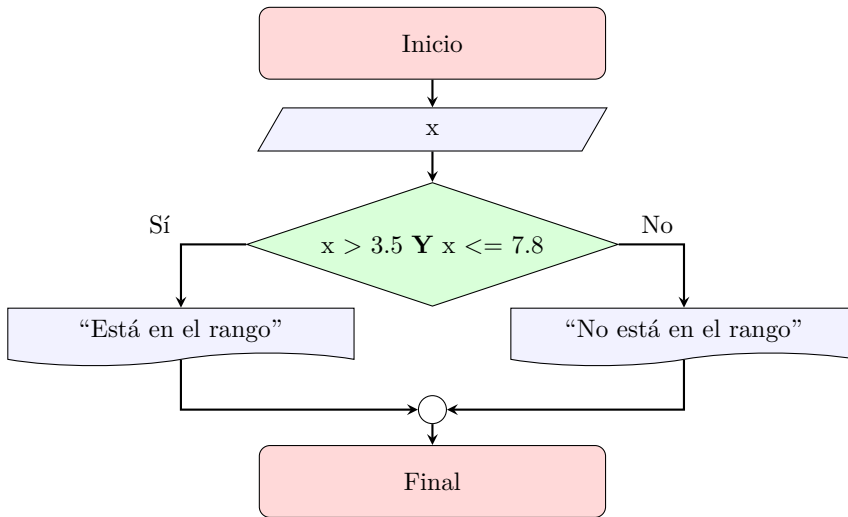 Inicio
x
x > 3.5 Y x <= 7.8
Sí
No
“Está en el rango”
“No está en el rango”
Final